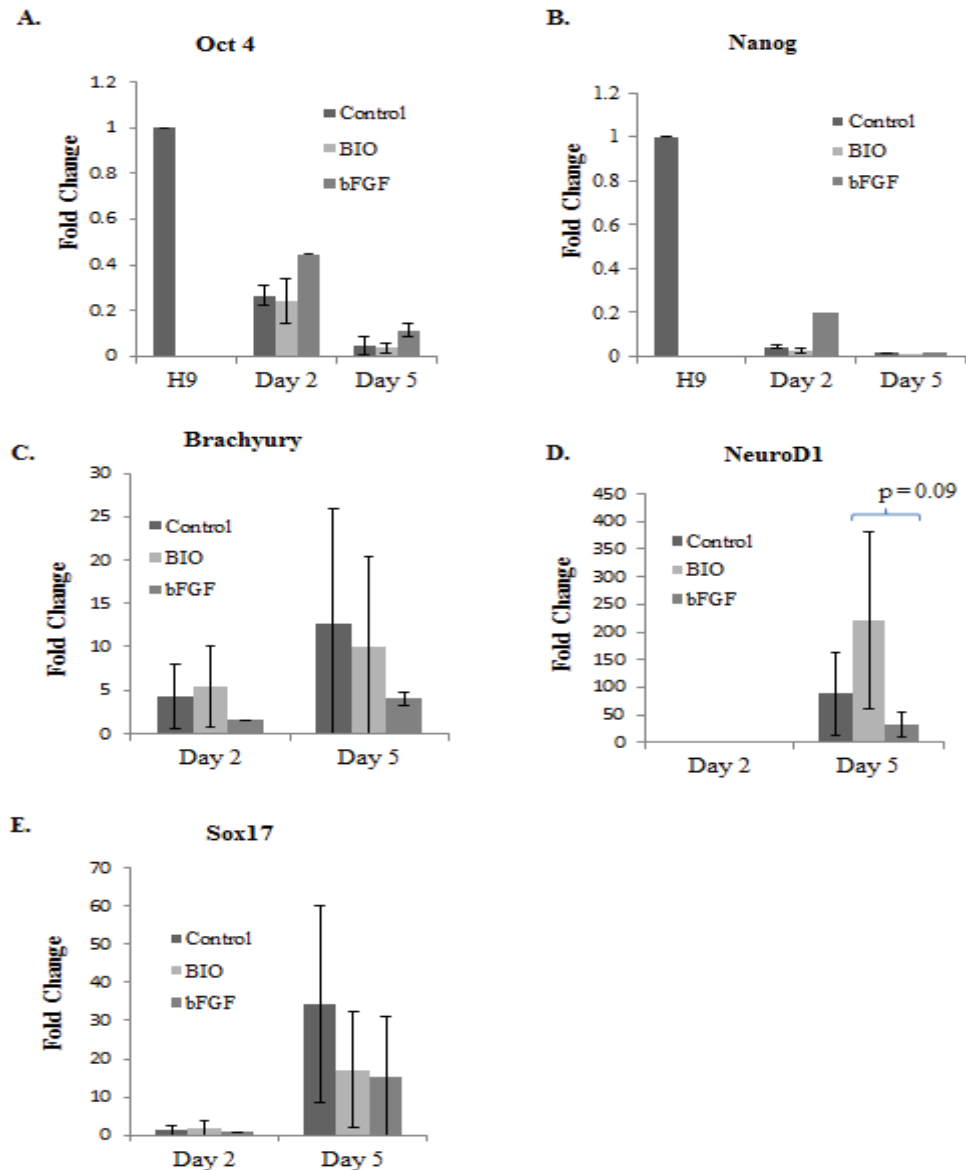 A.
Oct 4
1.2
1
0.8
0.6
0.4
0.2
0
Fold Change
Control
BIO
bFGF
H9
Day 2
Day 5
B.
Nanog
1.2
1
0.8
0.6
0.4
0.2
0
Fold Change
Control
BIO
bFGF
H9
Day 2
Day 5
C.
Brachyury
30
25
20
15
10
5
0
Fold Change
Control
BIO
bFGF
Day 2
Day 5
D.
NeuroD1
p = 0.09
450
400
350
300
250
200
150
100
50
0
Fold Change
Control
BIO
bFGF
Day 2
Day 5
E.
Sox17
70
60
50
40
30
20
10
0
Fold Change
Control
BIO
bFGF
Day 2
Day 5